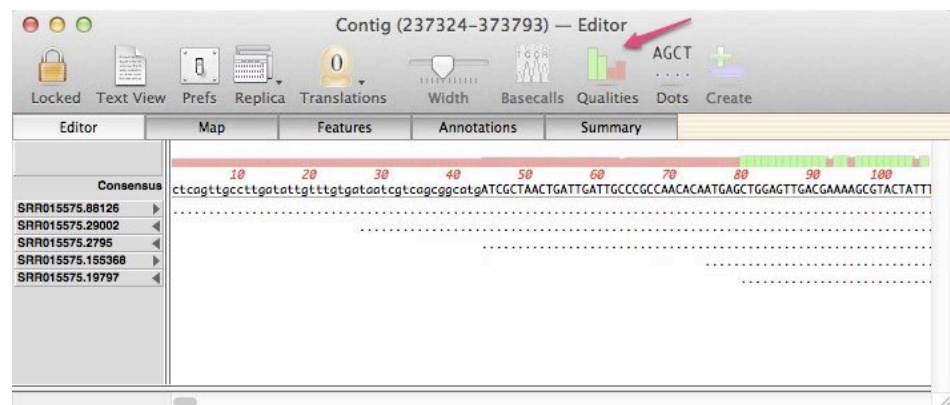 Contig (237324-373793) — Editor
0
AGCT
Locked Text View Prefs Replica Translations Width Basecalls Qualities Dots Create
Editor Map Features Annotations Summary
10 20 30 40 50 60 70 80 90 100
Consensus ctcagttgccttgatattgtttgtgataatcgtcagcggcatgATCGCTAACTGATTGATTGCCCGCCAACACAATGAGCTGGAGTTGACGAAAAGCGTACTATTT
SRR015575.88126
SRR015575.29002
SRR015575.2795
SRR015575.155368
SRR015575.19797